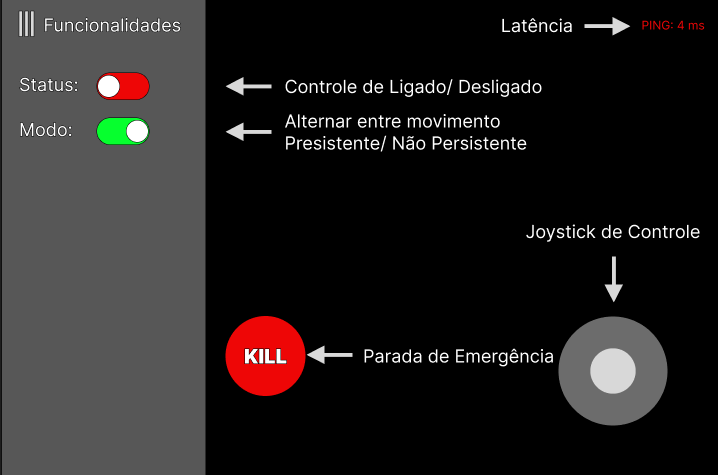 Funcionalidades
Latência
PING: 4 ms
Status:
Controle de Ligado/ Desligado
Modo:
Alternar entre movimento
Presistente/ Não Persistente
Joystick de Controle
KILL
Parada de Emergência